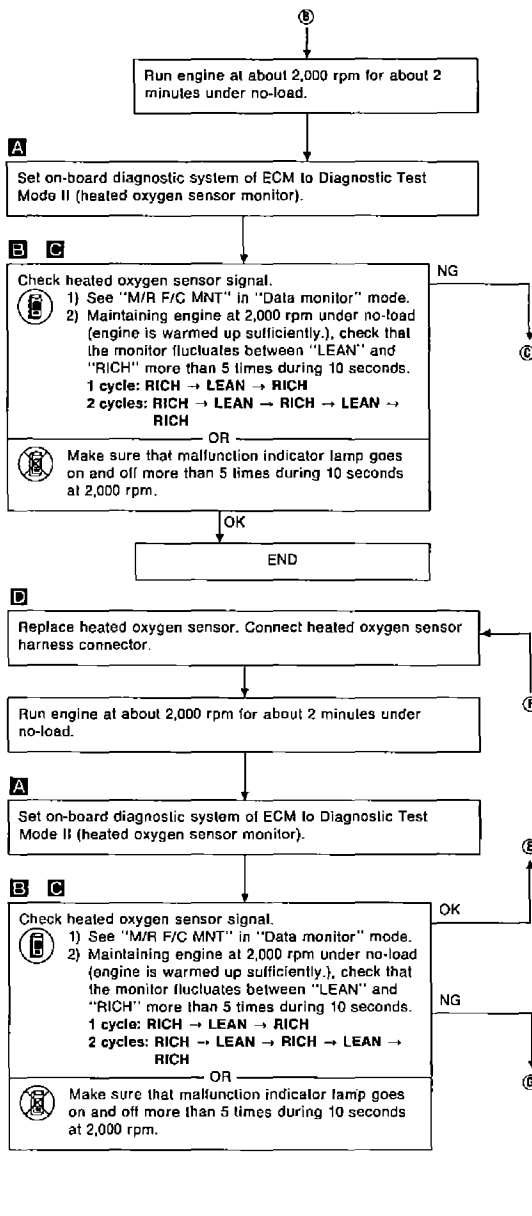 B
Run engine at about 2,000 rpm for about 2
minutes under no-load.
A
Set on-board diagnostic system of ECM to Diagnostic Test
Mode II (heated oxygen sensor monitor).
B C
NG
Check heated oxygen sensor signal.
1) See "M/R F/C MNT" in "Data monitor" mode.
2) Maintaining engine at 2,000 rpm under no-load
(engine is warmed up sufficiently.), check that
the monitor fluctuates between "LEAN" and
"RICH" more than 5 times during 10 seconds.
1 cycle: RICH → LEAN → RICH
2 cycles: RICH → LEAN → RICH → LEAN →
RICH
C
OR
Make sure that malfunction indicator lamp goes
on and off more than 5 times during 10 seconds
at 2,000 rpm.
OK
END
D
Replace heated oxygen sensor. Connect heated oxygen sensor
harness connector.
Run engine at about 2,000 rpm for about 2 minutes under
no-load.
A
Set on-board diagnostic system of ECM to Diagnostic Test
Mode II (heated oxygen sensor monitor).
B C
OK
Check heated oxygen sensor signal.
1) See "M/R F/C MNT" in "Data monitor" mode.
2) Maintaining engine at 2,000 rpm under no-load
(engine is warmed up sufficiently.), check that
the monitor fluctuates between "LEAN" and
"RICH" more than 5 times during 10 seconds.
1 cycle: RICH → LEAN → RICH
2 cycles: RICH → LEAN → RICH → LEAN →
RICH
NG
OR
Make sure that malfunction indicator lamp goes
on and off more than 5 times during 10 seconds
at 2,000 rpm.